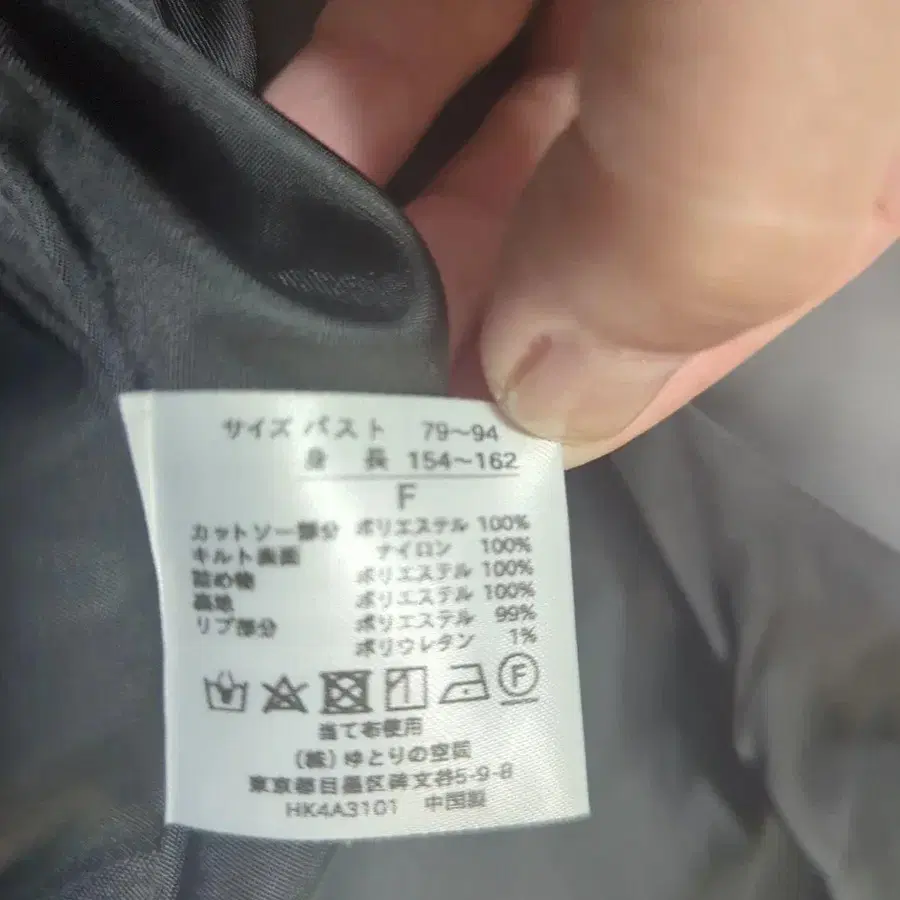 サイズ バスト 79～94
身 長 154～162
F
カットソー部分 ポリエステル 100%
キルト表面 ナイロン 100%
詰め物 ポリエステル 100%
裏地 ポリエステル 100%
リブ部分 ポリエステル 99%
ポリウレタン 1%
F
当て布使用
(株)ゆとりの空間
東京都目黒区碑文谷5-9-8
HK4A3101 中国製